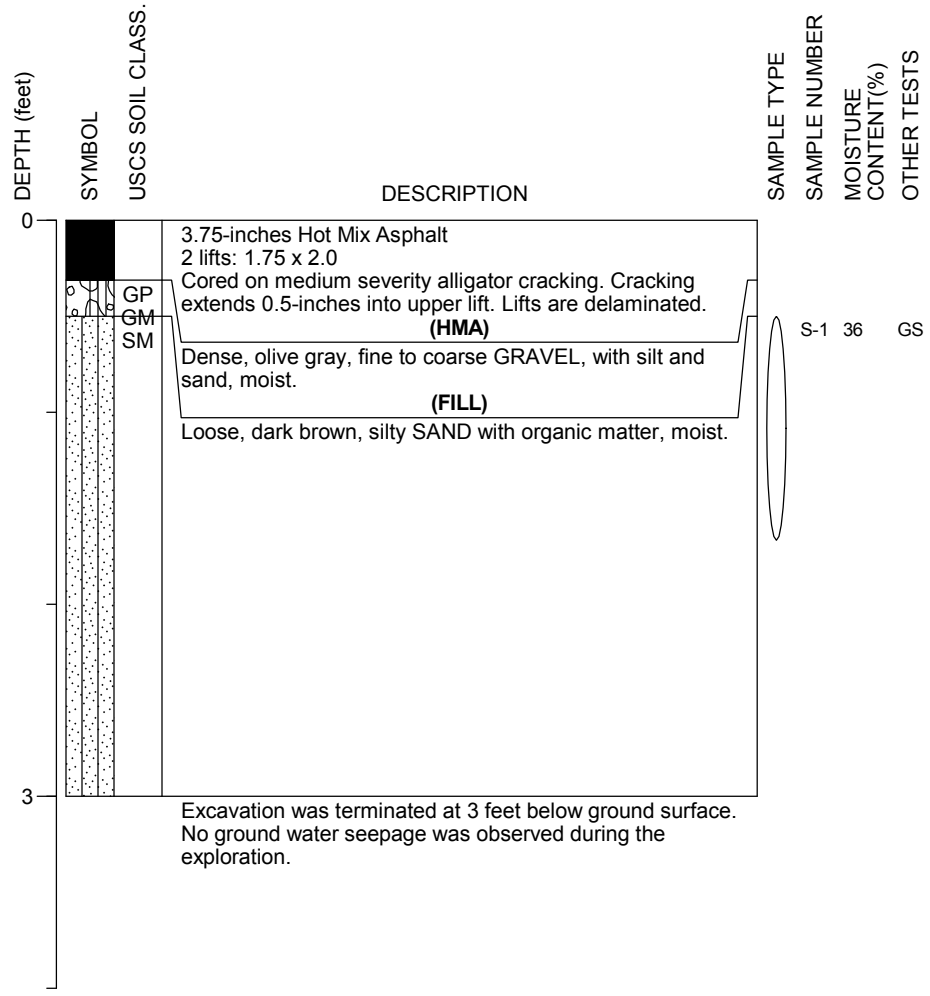 DEPTH (feet)
SYMBOL
USCS SOIL CLASS.
DESCRIPTION
SAMPLE TYPE
SAMPLE NUMBER
MOISTURE
CONTENT(%)
OTHER TESTS
0
3.75-inches Hot Mix Asphalt
2 lifts: 1.75 x 2.0
Cored on medium severity alligator cracking. Cracking
extends 0.5-inches into upper lift. Lifts are delaminated.
(HMA)
GP
GM
SM
S-1 36 GS
Dense, olive gray, fine to coarse GRAVEL, with silt and
sand, moist.
(FILL)
Loose, dark brown, silty SAND with organic matter, moist.
3
Excavation was terminated at 3 feet below ground surface.
No ground water seepage was observed during the
exploration.